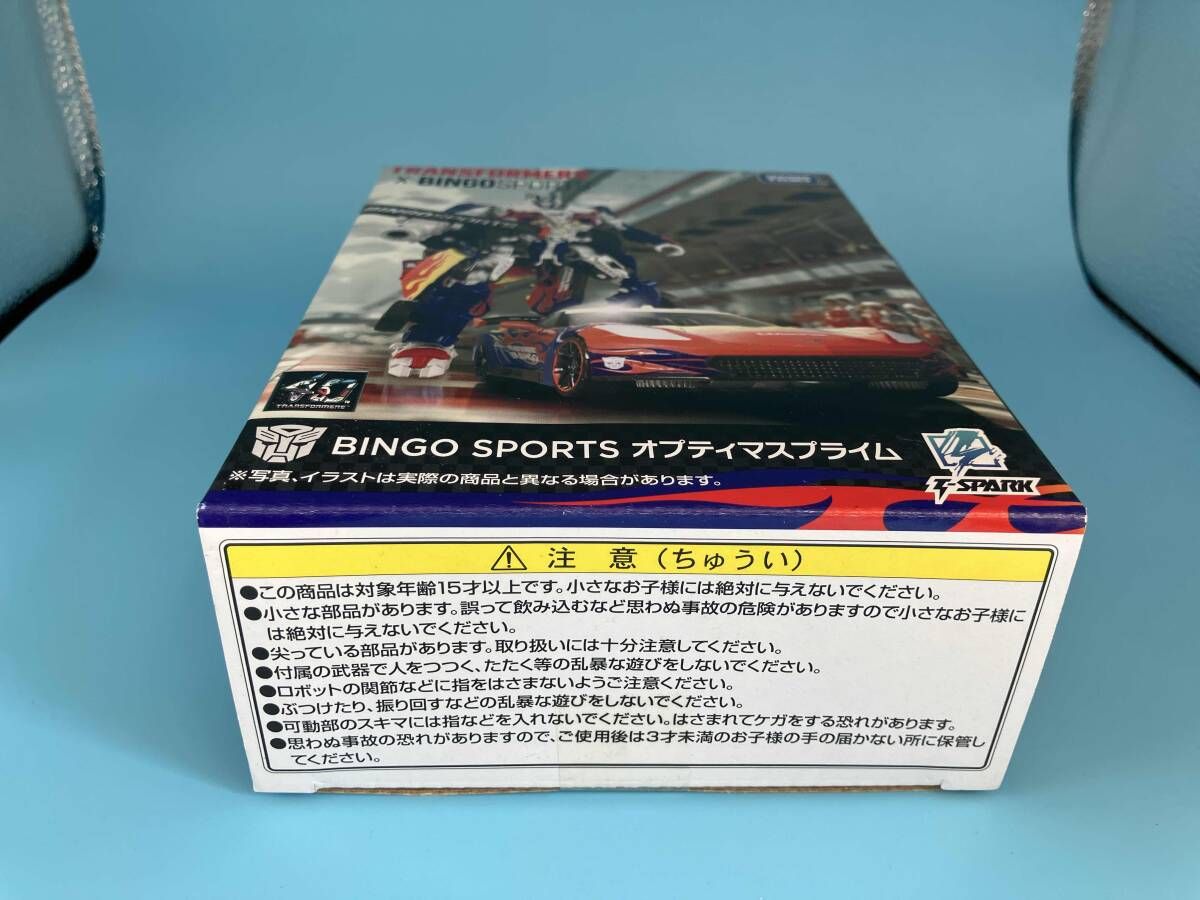 TRANSFORMERS
× BINGOSPORTS
TRANSFORMERS
BINGO SPORTS オプティマスプライム
※写真、イラストは実際の商品と異なる場合があります。
T-SPARK
注 意(ちゅうい)
●この商品は対象年齢15才以上です。小さなお子様には絶対に与えないでください。
●小さな部品があります。誤って飲み込むなど思わぬ事故の危険がありますので小さなお子様に
は絶対に与えないでください。
●尖っている部品があります。取り扱いには十分注意してください。
●付属の武器で人をつつく、たたく等の乱暴な遊びをしないでください。
●ロボットの関節などに指をはさまないようご注意ください。
●ぶつけたり、振り回すなどの乱暴な遊びをしないでください。
●可動部のスキマには指などを入れないでください。はさまれてケガをする恐れがあります。
●思わぬ事故の恐れがありますので、ご使用後は3才未満のお子様の手の届かない所に保管し
てください。